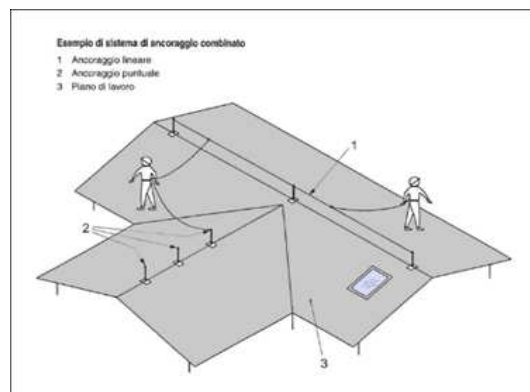 Esempio di sistema di ancoraggio combinato
1 Ancoraggio lineare
2 Ancoraggio puntuale
3 Piano di lavoro
1
2
3